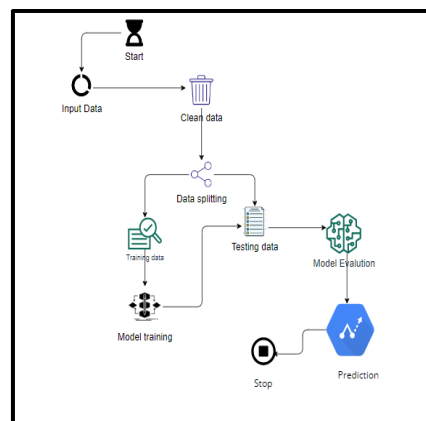 Start
Input Data
Clean data
Data splitting
Training data
Testing data
Model Evalution
Model training
Stop
Prediction